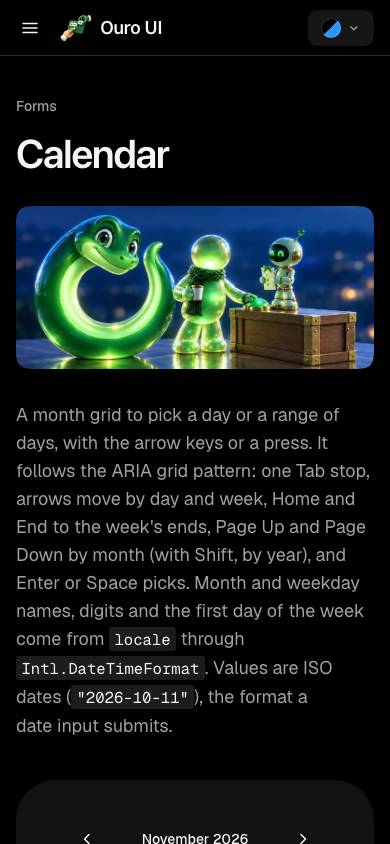 Ouro UI
Forms
Calendar
A month grid to pick a day or a range of
days, with the arrow keys or a press. It
follows the ARIA grid pattern: one Tab stop,
arrows move by day and week, Home and
End to the week's ends, Page Up and Page
Down by month (with Shift, by year), and
Enter or Space picks. Month and weekday
names, digits and the first day of the week
come from locale through
Intl.DateTimeFormat. Values are ISO
dates ("2026-10-11"), the format a
date input submits.
November 2026